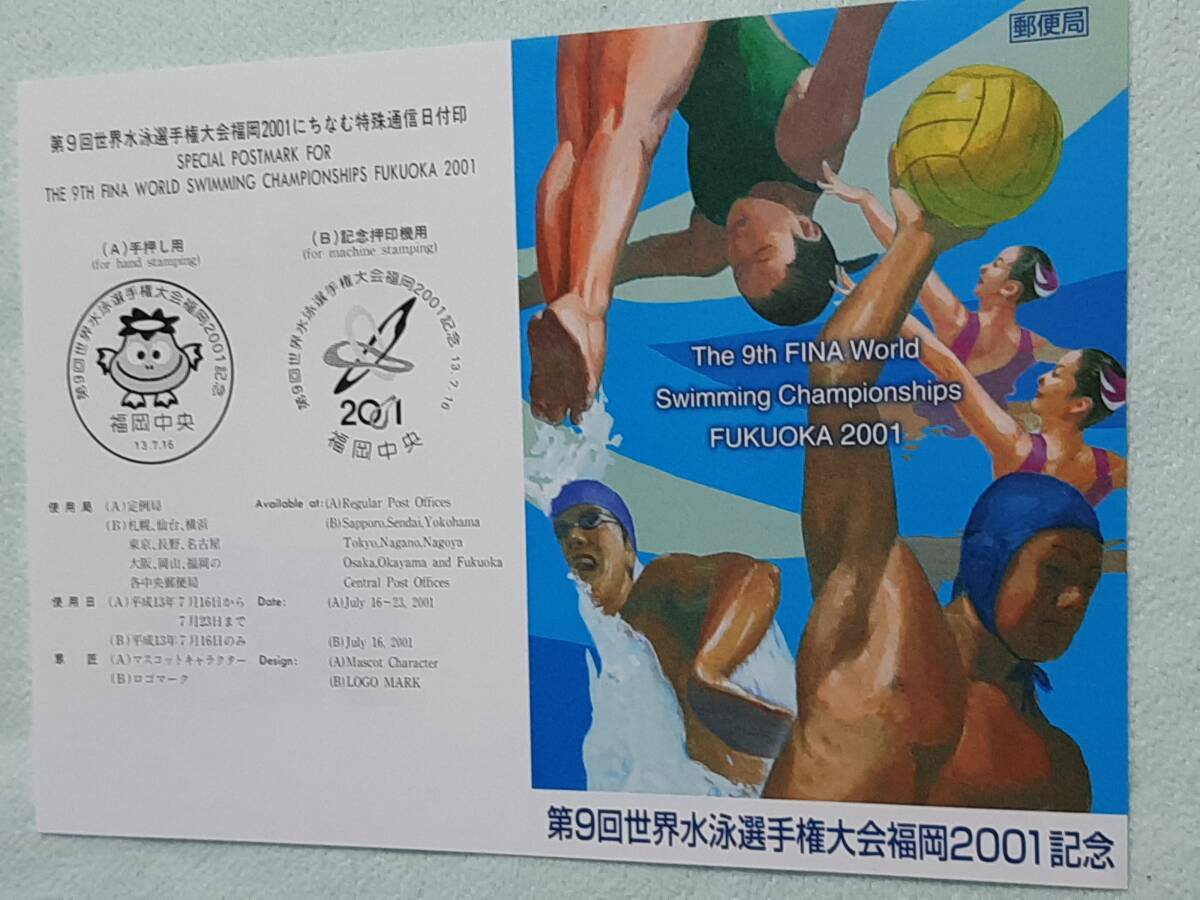 第9回世界水泳選手権大会福岡2001にちなむ特殊通信日付印
SPECIAL POSTMARK FOR
THE 9TH FINA WORLD SWIMMING CHAMPIONSHIPS FUKUOKA 2001
(A)手押し用
(for hand stamping)
第9回世界水泳選手権大会福岡2001記念
福岡中央
13.7.16
(B)記念押印機用
(for machine stamping)
第9回世界水泳選手権大会福岡2001記念 13.7.16
2001
福岡中央
使用局 (A)定例局
(B)札幌、仙台、横浜
東京、長野、名古屋
大阪、岡山、福岡の
各中央郵便局
使用日 (A)平成13年7月16日から
7月23日まで
(B)平成13年7月16日のみ
意匠 (A)マスコットキャラクター
(B)ロゴマーク
Available at: (A)Regular Post Offices
(B)Sapporo,Sendai,Yokohama
Tokyo,Nagano,Nagoya
Osaka,Okayama and Fukuoka
Central Post Offices
Date: (A)July 16~23, 2001
(B)July 16, 2001
Design: (A)Mascot Character
(B)LOGO MARK
郵便局
The 9th FINA World
Swimming Championships
FUKUOKA 2001
第9回世界水泳選手権大会福岡2001記念